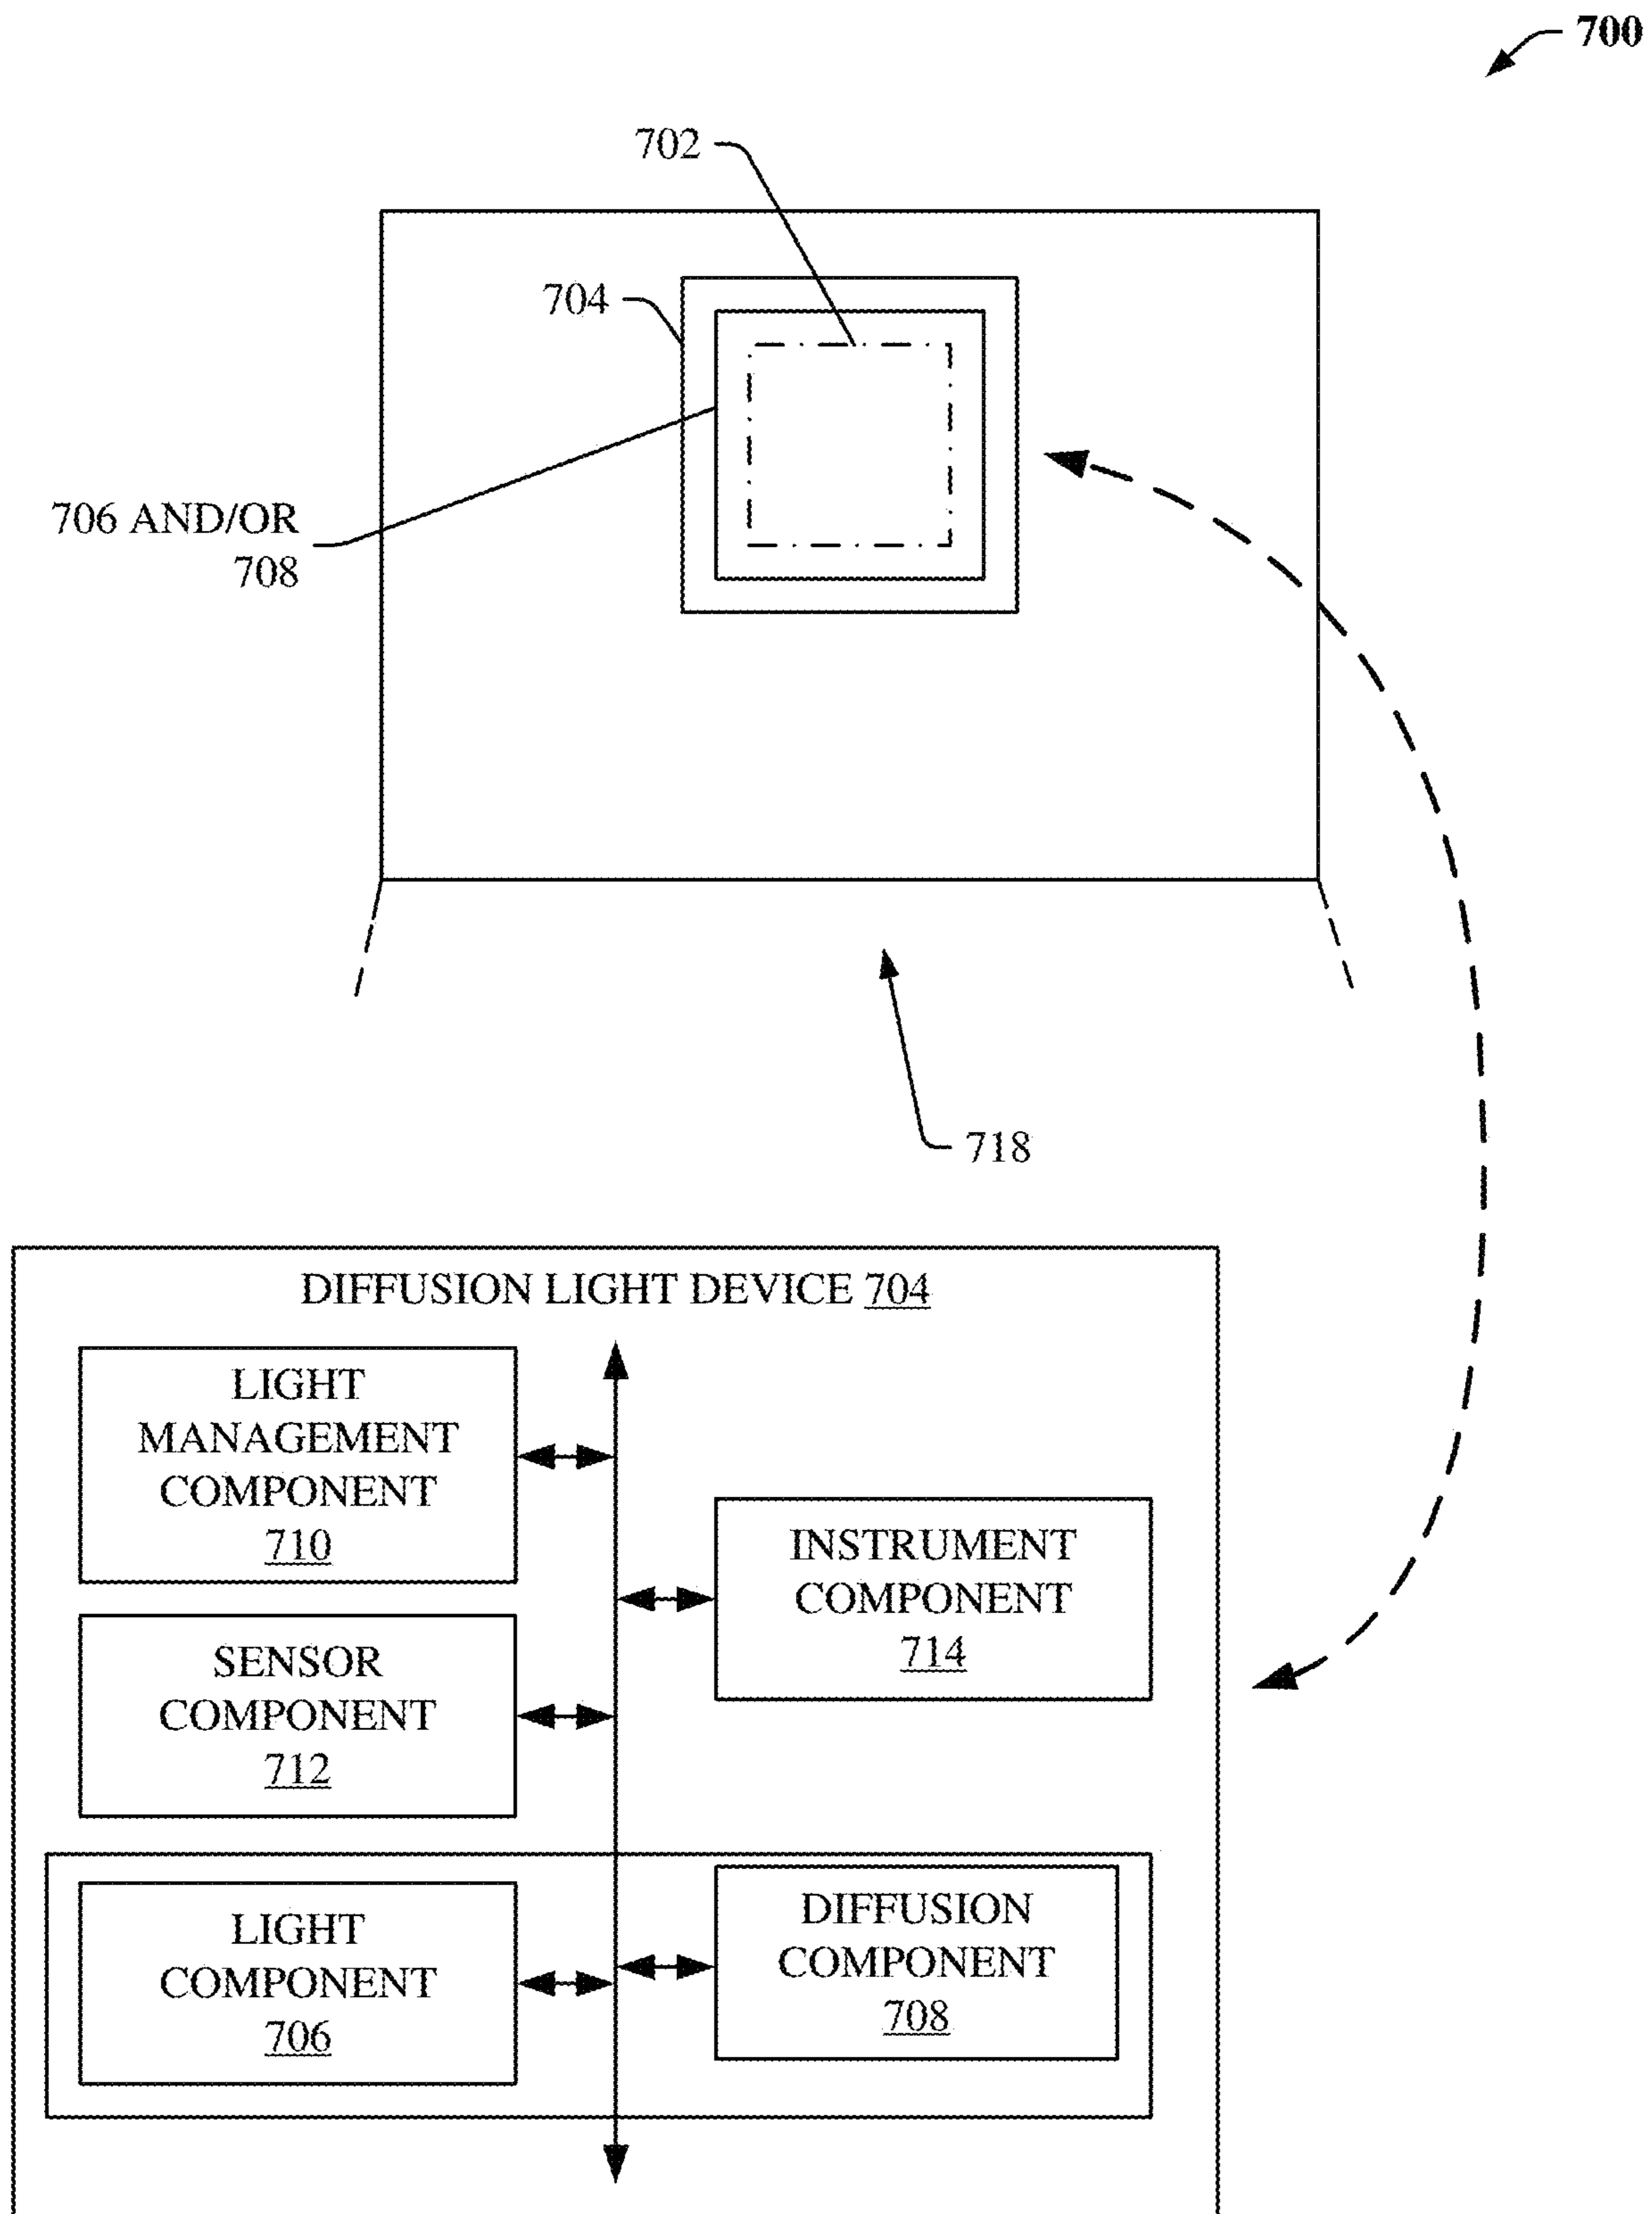 700
702
704
706 AND/OR
708
718
DIFFUSION LIGHT DEVICE 704
LIGHT
MANAGEMENT
COMPONENT
710
INSTRUMENT
COMPONENT
714
SENSOR
COMPONENT
712
LIGHT
COMPONENT
706
DIFFUSION
COMPONENT
708